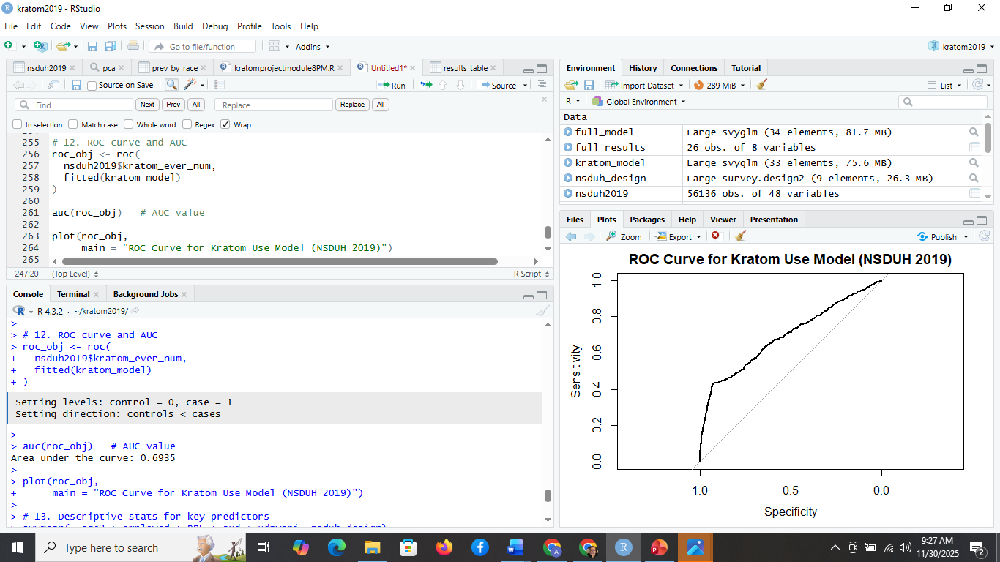 kratom2019 - RStudio
File Edit Code View Plots Session Build Debug Profile Tools Help
Go to file/function
Addins
kratom2019
nsduh2019
pca
prev_by_race
kratomprojectmodule8PM.R
Untitled1*
results_table
Source on Save
Run
Source
Find
Next
Prev
All
Replace
Replace
All
In selection
Match case
Whole word
Regex
Wrap
255 # 12. ROC curve and AUC
256 roc_obj <- roc(
257 nsduh2019$kratom_ever_num,
258 fitted(kratom_model)
259 )
260
261 auc(roc_obj) # AUC value
262
263 plot(roc_obj,
264 main = "ROC Curve for Kratom Use Model (NSDUH 2019)")
265
247:20 (Top Level) R Script
Console Terminal Background Jobs
R R 4.3.2 · ~/kratom2019/
>
> # 12. ROC curve and AUC
> roc_obj <- roc(
+ nsduh2019$kratom_ever_num,
+ fitted(kratom_model)
+ )
Setting levels: control = 0, case = 1
Setting direction: controls < cases
>
> auc(roc_obj) # AUC value
Area under the curve: 0.6935
>
> plot(roc_obj,
+ main = "ROC Curve for Kratom Use Model (NSDUH 2019)")
>
> # 13. Descriptive stats for key predictors
Environment History Connections Tutorial
Import Dataset
289 MiB
List
R
Global Environment
Data
full_model Large svyglm (34 elements, 81.7 MB)
full_results 26 obs. of 8 variables
kratom_model Large svyglm (33 elements, 75.6 MB)
nsduh_design Large survey.design2 (9 elements, 26.3 MB)
nsduh2019 56136 obs. of 48 variables
Files Plots Packages Help Viewer Presentation
Zoom
Export
Publish
ROC Curve for Kratom Use Model (NSDUH 2019)
Sensitivity
1.0
0.8
0.6
0.4
0.2
0.0
1.0 0.5 0.0
Specificity
Type here to search
9:27 AM
11/30/2025
2